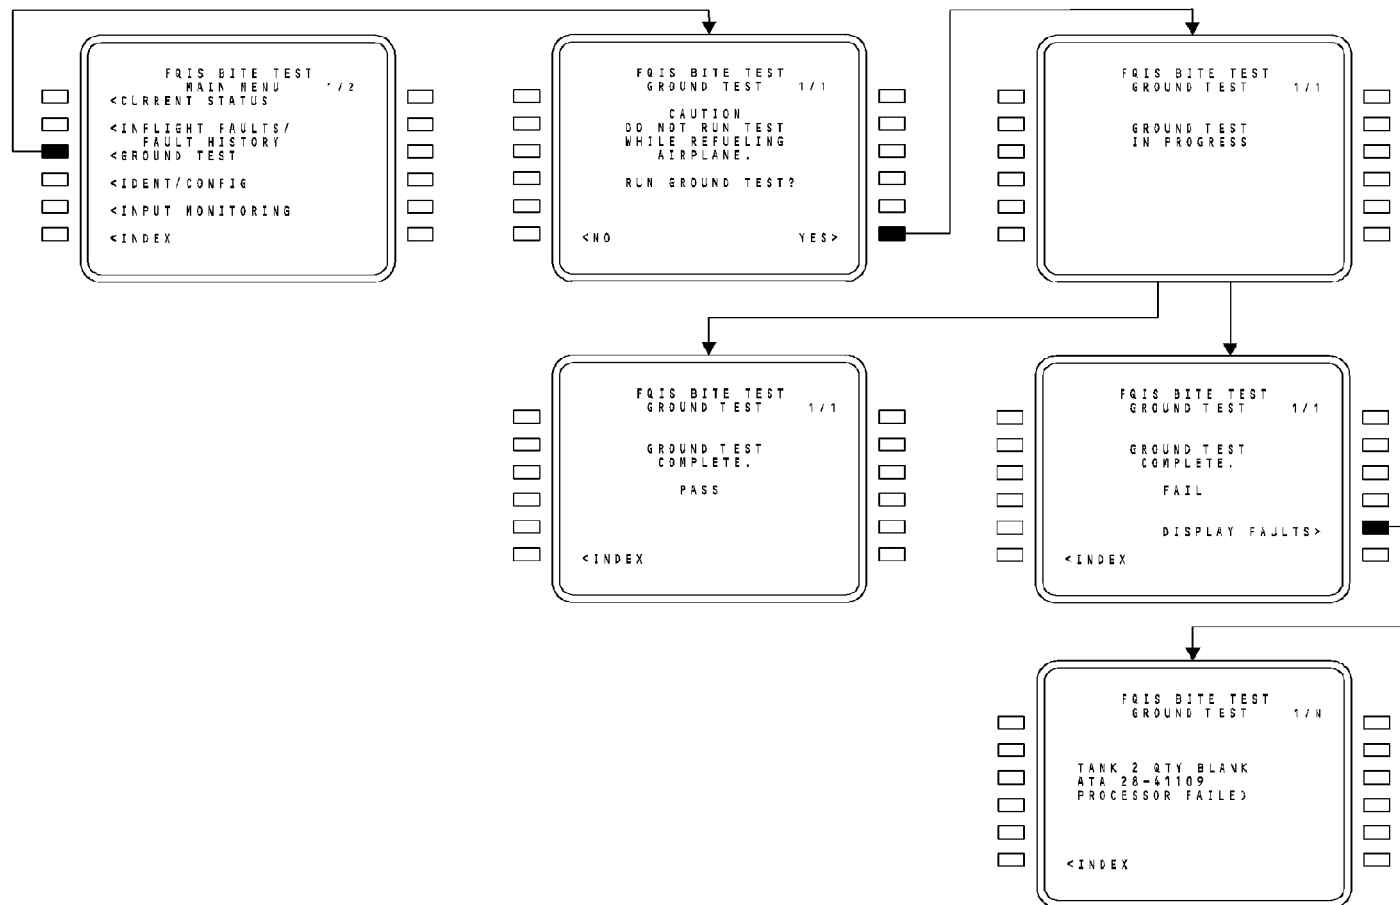 FQIS BITE TEST
MAIN MENU 1/2
<CURRENT STATUS
<INFLIGHT FAULTS/
FAULT HISTORY
<GROUND TEST
<IDENT/CONFIG
<INPUT MONITORING
<INDEX
FQIS BITE TEST
GROUND TEST 1/1
CAUTION
DO NOT RUN TEST
WHILE REFUELING
AIRPLANE.
RUN GROUND TEST?
<NO YES>
FQIS BITE TEST
GROUND TEST 1/1
GROUND TEST
IN PROGRESS
FQIS BITE TEST
GROUND TEST 1/1
GROUND TEST
COMPLETE.
PASS
<INDEX
FQIS BITE TEST
GROUND TEST 1/1
GROUND TEST
COMPLETE.
FAIL
DISPLAY FAULTS>
<INDEX
FQIS BITE TEST
GROUND TEST 1/N
TANK 2 QTY BLANK
ATA 28-41109
PROCESSOR FAILED
<INDEX